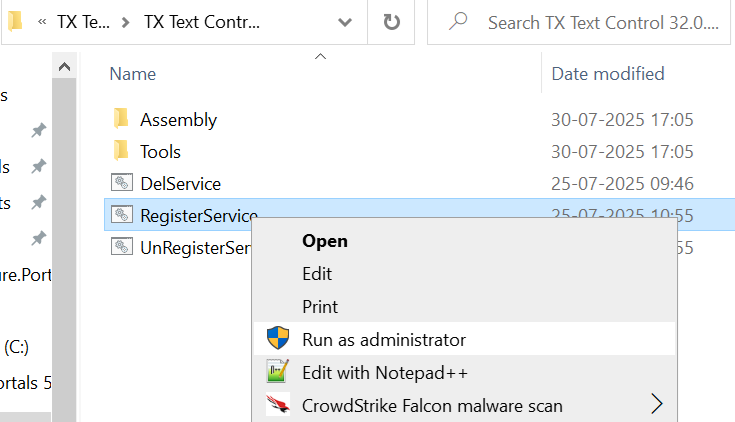 « TX Te... > TX Text Contr...
Search TX Text Control 32.0....
Name Date modified
s
Assembly 30-07-2025 17:05
ls Tools 30-07-2025 17:05
ts DelService 25-07-2025 09:46
RegisterService 25-07-2025 10:55
UnRegisterSer 55
ure.Port
(C:)
ortals 5
Open
Edit
Print
Run as administrator
Edit with Notepad++
CrowdStrike Falcon malware scan